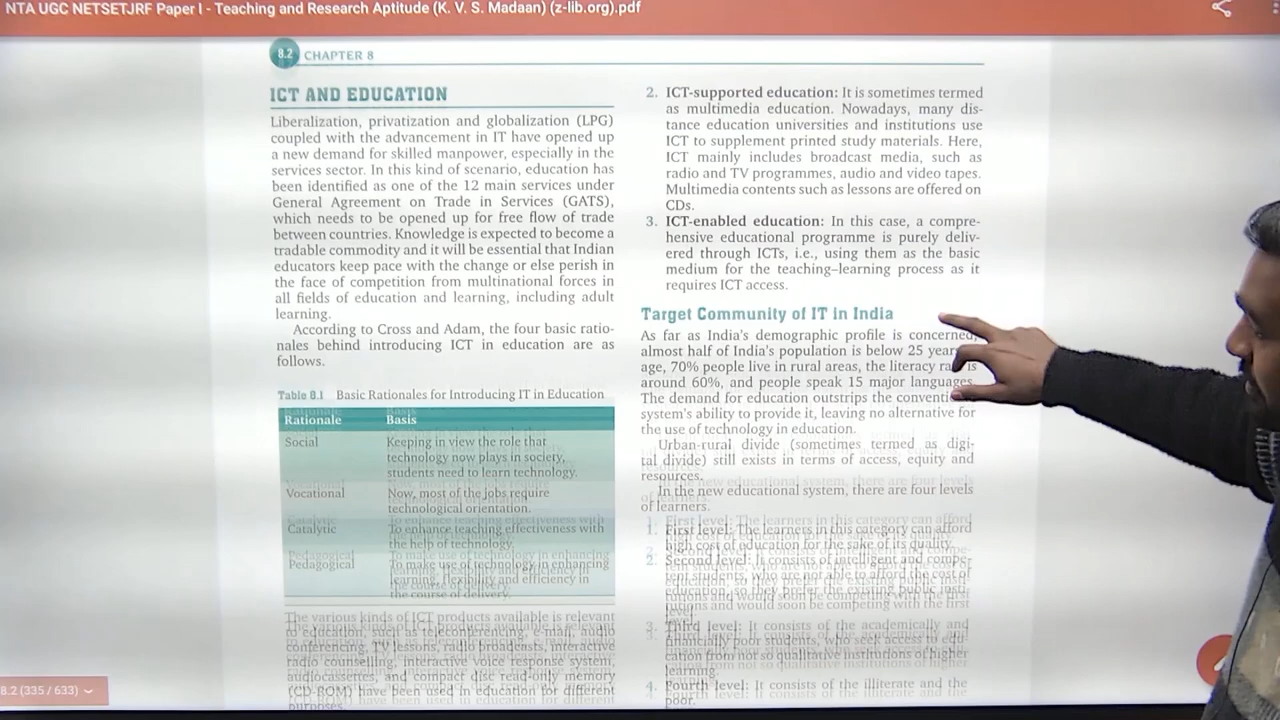 NTA UGC NETSETJRF Paper I - Teaching and Research Aptitude (K. V. S. Madaan) (z-lib.org).pdf
8.2 CHAPTER 8
ICT AND EDUCATION
Liberalization, privatization and globalization (LPG)
coupled with the advancement in IT have opened up
a new demand for skilled manpower, especially in the
services sector. In this kind of scenario, education has
been identified as one of the 12 main services under
General Agreement on Trade in Services (GATS),
which needs to be opened up for free flow of trade
between countries. Knowledge is expected to become a
tradable commodity and it will be essential that Indian
educators keep pace with the change or else perish in
the face of competition from multinational forces in
all fields of education and learning, including adult
learning.
According to Cross and Adam, the four basic ratio-
nales behind introducing ICT in education are as
follows.
Table 8.1 Basic Rationales for Introducing IT in Education
Rationale Basis
Social Keeping in view the role that
technology now plays in society,
students need to learn technology.
Vocational Now, most of the jobs require
technological orientation.
Catalytic To enhance teaching effectiveness with
the help of technology.
Pedagogical To make use of technology in enhancing
learning, flexibility and efficiency in
the course of delivery.
The various kinds of ICT products available is relevant
to education, such as teleconferencing, e-mail, audio
conferencing, TV lessons, radio broadcasts, interactive
radio counselling, interactive voice response system,
audiocassettes, and compact disc read-only memory
(CD-ROM) have been used in education for different
purposes.
2. ICT-supported education: It is sometimes termed
as multimedia education. Nowadays, many dis-
tance education universities and institutions use
ICT to supplement printed study materials. Here,
ICT mainly includes broadcast media, such as
radio and TV programmes, audio and video tapes.
Multimedia contents such as lessons are offered on
CDs.
3. ICT-enabled education: In this case, a compre-
hensive educational programme is purely deliv-
ered through ICTs, i.e., using them as the basic
medium for the teaching–learning process as it
requires ICT access.
Target Community of IT in India
As far as India's demographic profile is concerned,
almost half of India's population is below 25
age, 70% people live in rural areas, the literacy is
around 60%, and people speak 15 major languages.
The demand for education outstrips the
system's ability to provide it, leaving no alternative for
the use of technology in education.
Urban-rural divide (sometimes termed as digi-
tal divide) still exists in terms of access, equity and
resources.
In the new educational system, there are four levels
of learners.
1. First level: The learners in this category can afford
high cost of education for the sake of its quality.
2. Second level: It consists of intelligent and compe-
tent students, who are not able to afford the cost of
education, so they prefer the existing public insti-
tutions and would soon be competing with the first
level.
3. Third level: It consists of the academically and
financially poor students, who seek access to edu-
cation from not so qualitative institutions of higher
learning.
4. Fourth level: It consists of the illiterate and the
poor.
8.2 (335 / 633)